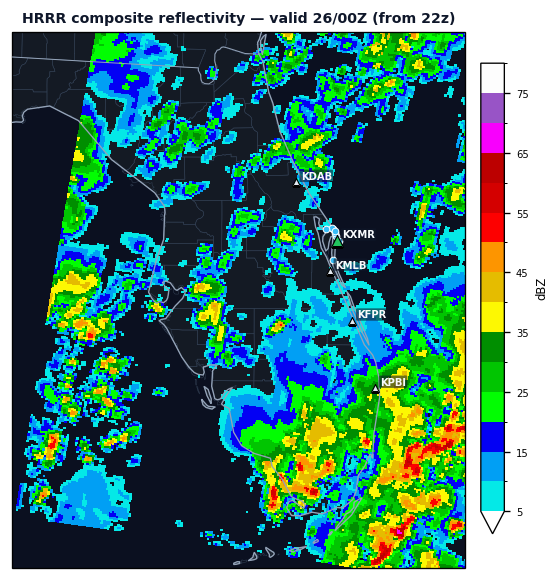 HRRR composite reflectivity — valid 26/00Z (from 22z)
KDAB
KXMR
KMLB
KFPR
KPBI
75
65
55
45
35
25
15
5
dBZ